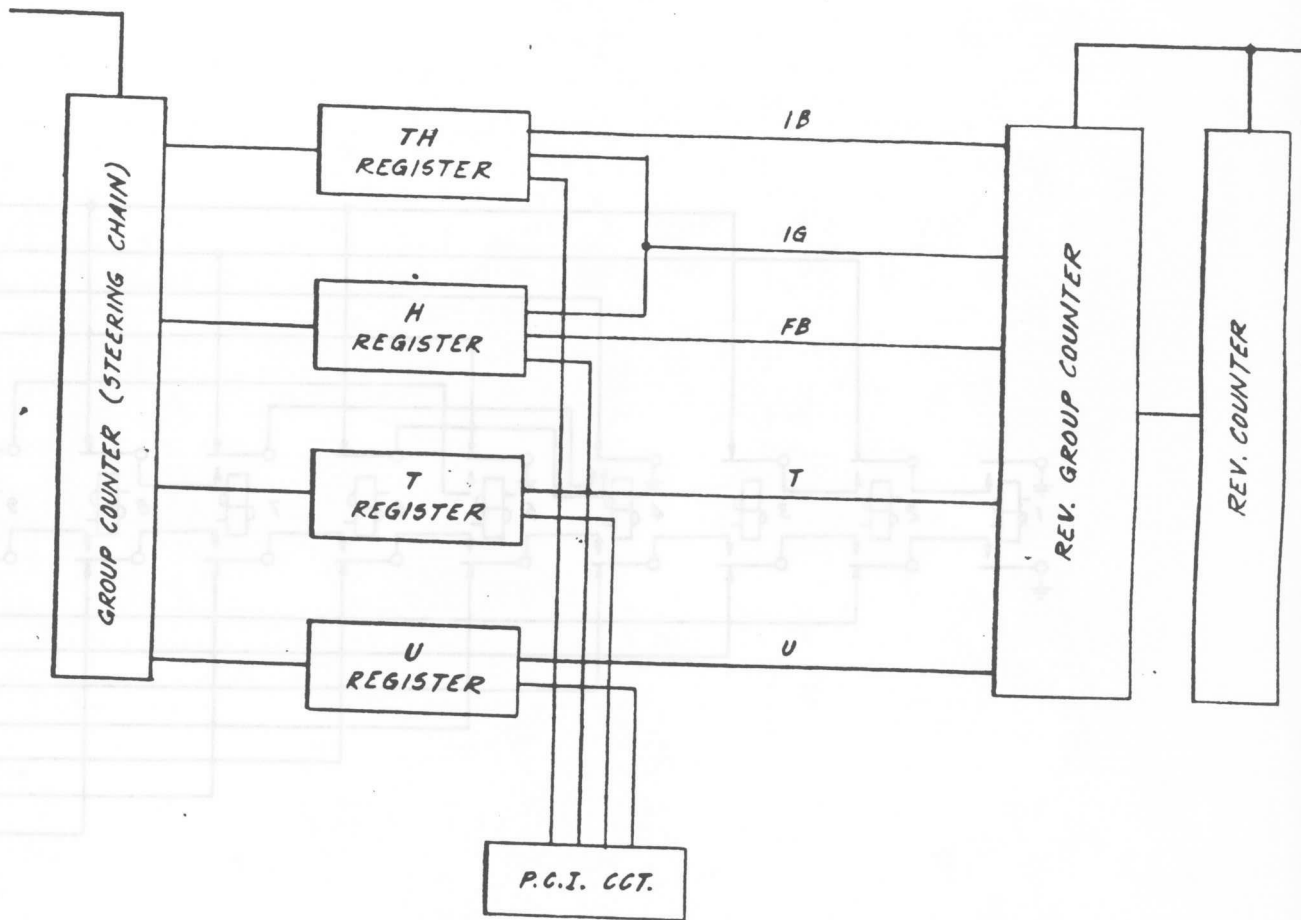 GROUP COUNTER (STEERING CHAIN)
TH
REGISTER
H
REGISTER
T
REGISTER
U
REGISTER
IB
IG
FB
T
U
REV. GROUP COUNTER
REV. COUNTER
P.C.I. CCT.